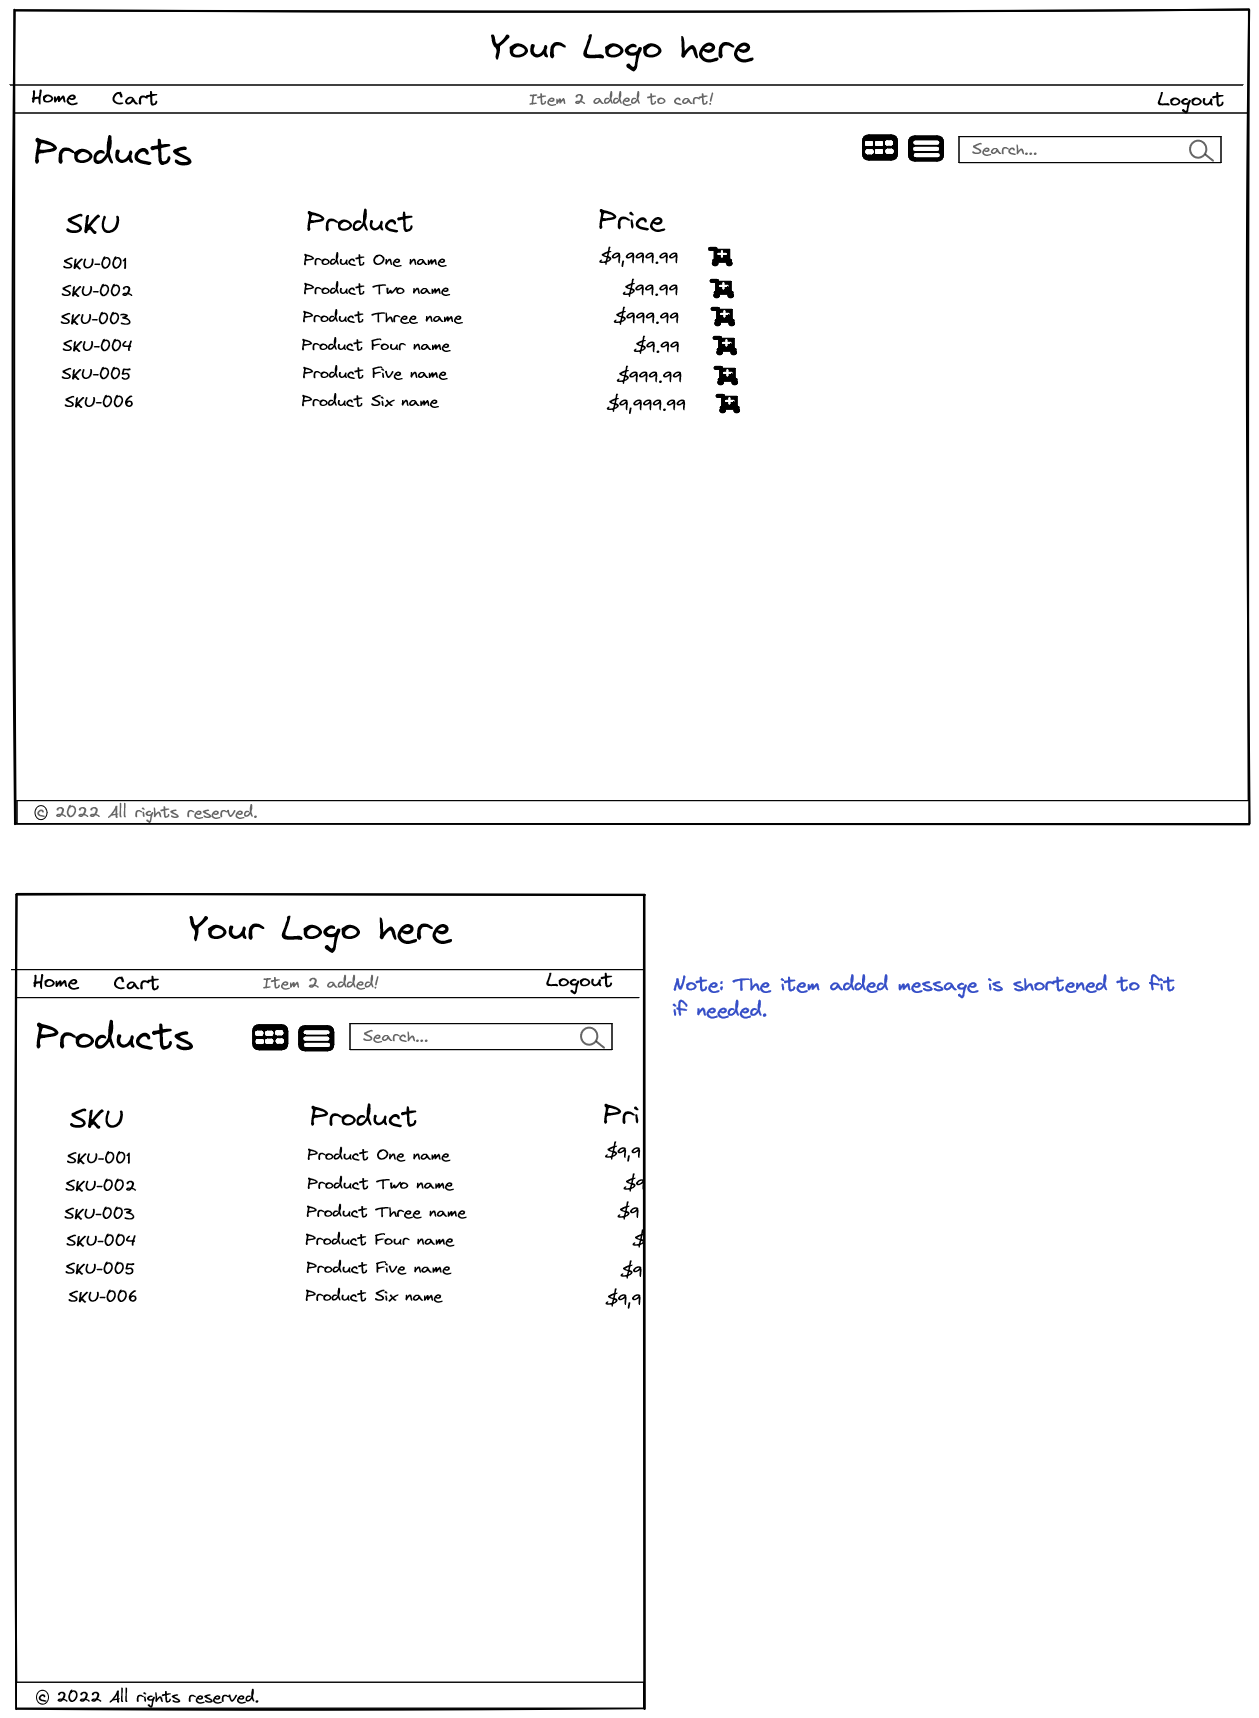 Your Logo here
Home Cart Item 2 added to cart! Logout
Products Search...
SKU Product Price
SKU-001 Product One name $9,999.99
SKU-002 Product Two name $99.99
SKU-003 Product Three name $999.99
SKU-004 Product Four name $9.99
SKU-005 Product Five name $999.99
SKU-006 Product Six name $9,999.99
© 2022 All rights reserved.
Your Logo here
Home Cart Item 2 added! Logout
Note: The item added message is shortened to fit
if needed.
Products Search...
SKU Product Pri
SKU-001 Product One name $9,9
SKU-002 Product Two name $9
SKU-003 Product Three name $9
SKU-004 Product Four name $
SKU-005 Product Five name $9
SKU-006 Product Six name $9,9
© 2022 All rights reserved.